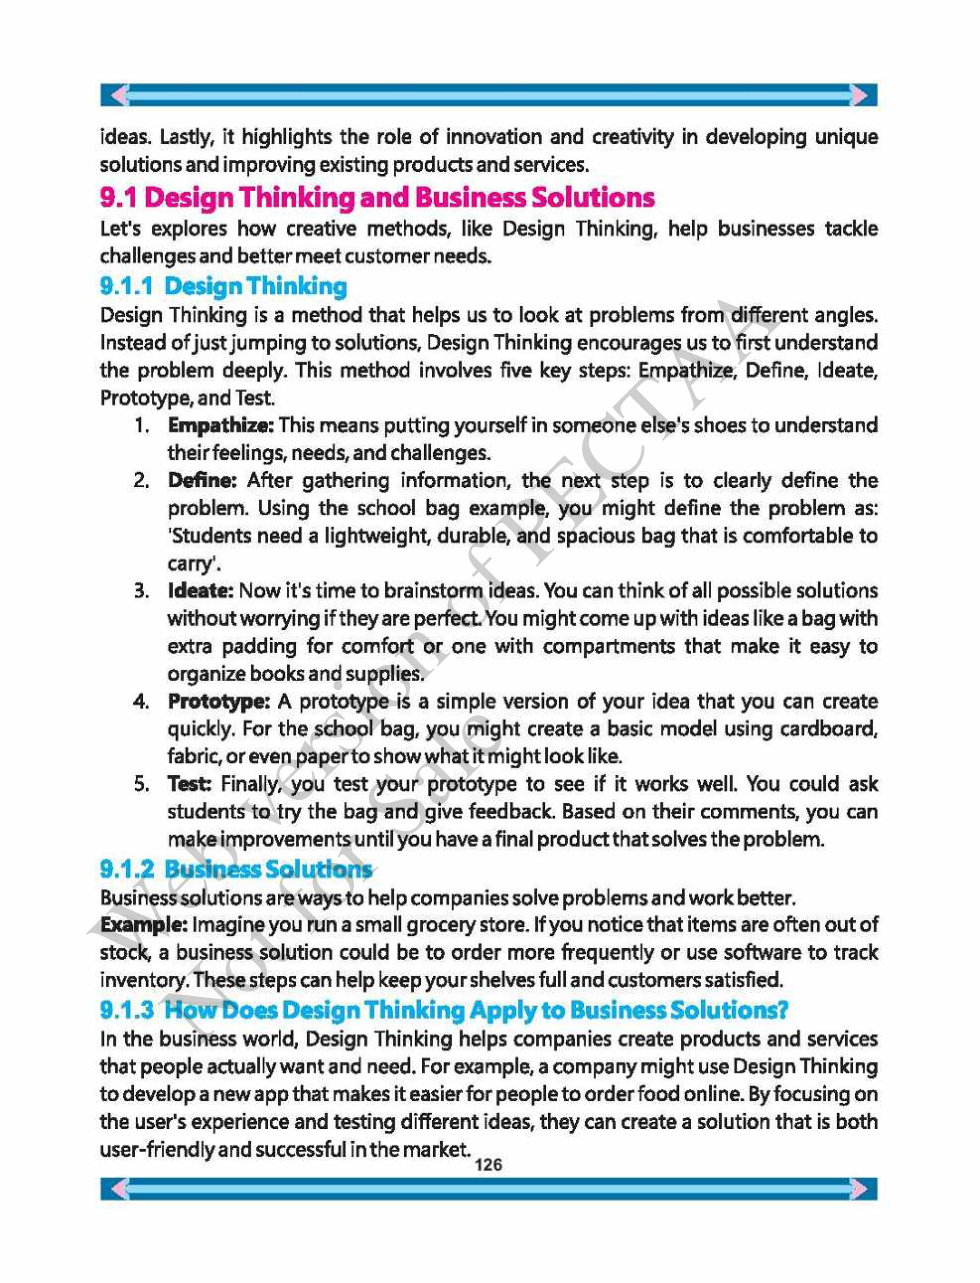 ideas. Lastly, it highlights the role of innovation and creativity in developing unique
solutions and improving existing products and services.
9.1 Design Thinking and Business Solutions
Let's explores how creative methods, like Design Thinking, help businesses tackle
challenges and better meet customer needs.
9.1.1 Design Thinking
Design Thinking is a method that helps us to look at problems from different angles.
Instead of just jumping to solutions, Design Thinking encourages us to first understand
the problem deeply. This method involves five key steps: Empathize, Define, Ideate,
Prototype, and Test.
1. Empathize: This means putting yourself in someone else's shoes to understand
their feelings, needs, and challenges.
2. Define: After gathering information, the next step is to clearly define the
problem. Using the school bag example, you might define the problem as:
'Students need a lightweight, durable, and spacious bag that is comfortable to
carry'.
3. Ideate: Now it's time to brainstorm ideas. You can think of all possible solutions
without worrying if they are perfect. You might come up with ideas like a bag with
extra padding for comfort or one with compartments that make it easy to
organize books and supplies.
4. Prototype: A prototype is a simple version of your idea that you can create
quickly. For the school bag, you might create a basic model using cardboard,
fabric, or even paper to show what it might look like.
5. Test: Finally, you test your prototype to see if it works well. You could ask
students to try the bag and give feedback. Based on their comments, you can
make improvements until you have a final product that solves the problem.
9.1.2 Business Solutions
Business solutions are ways to help companies solve problems and work better.
Example: Imagine you run a small grocery store. If you notice that items are often out of
stock, a business solution could be to order more frequently or use software to track
inventory. These steps can help keep your shelves full and customers satisfied.
9.1.3 How Does Design Thinking Apply to Business Solutions?
In the business world, Design Thinking helps companies create products and services
that people actually want and need. For example, a company might use Design Thinking
to develop a new app that makes it easier for people to order food online. By focusing on
the user's experience and testing different ideas, they can create a solution that is both
user-friendly and successful in the market.
126
Web version of PECTAA
Not for Sale